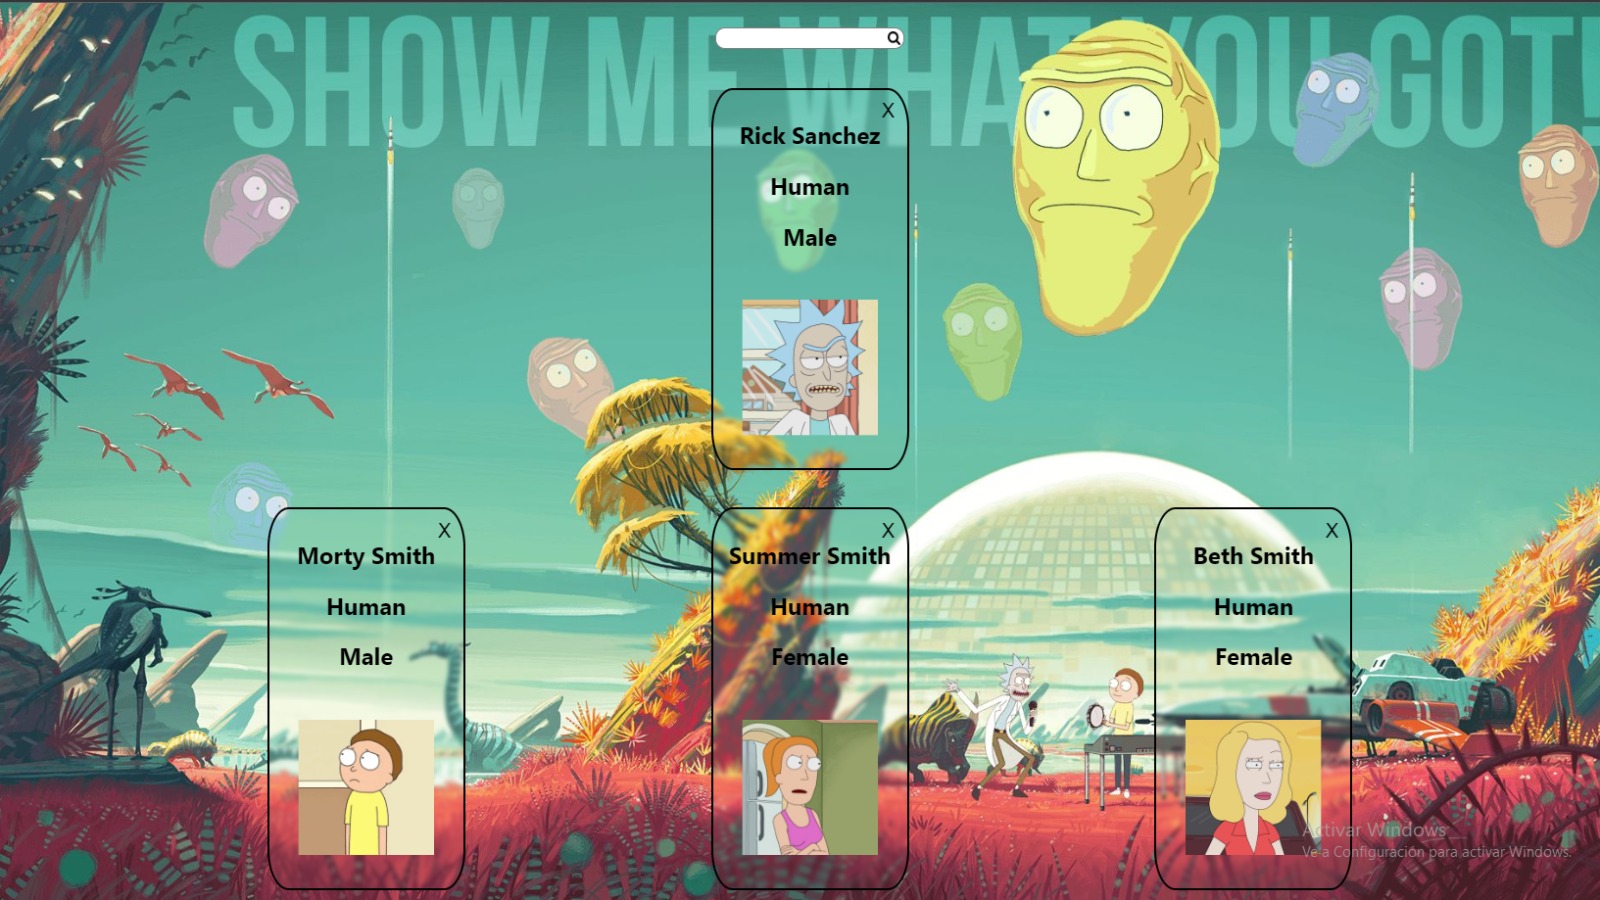 SHOW ME WHAT YOU GOT!
X
Rick Sanchez
Human
Male
X
Morty Smith
Human
Male
X
Summer Smith
Human
Female
X
Beth Smith
Human
Female
Activar Windows
Ve a Configuración para activar Windows.